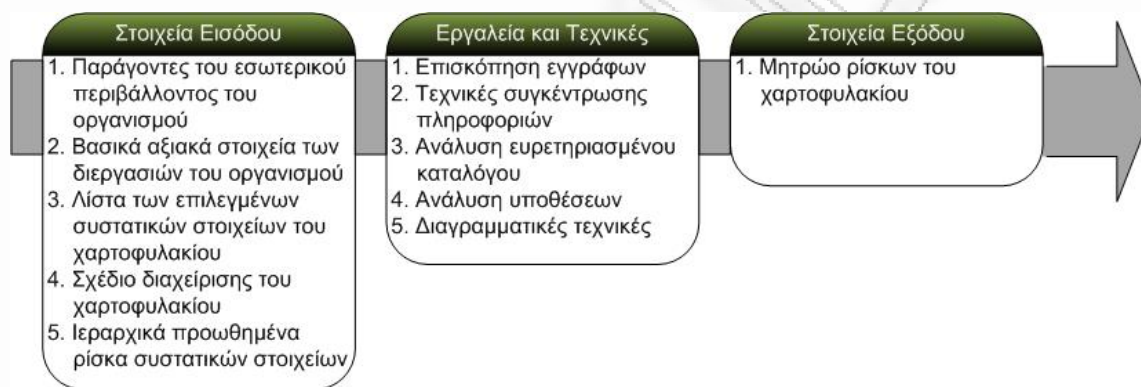 Στοιχεία Εισόδου
1. Παράγοντες του εσωτερικού
περιβάλλοντος του
οργανισμού
2. Βασικά αξιακά στοιχεία των
διεργασιών του οργανισμού
3. Λίστα των επιλεγμένων
συστατικών στοιχείων του
χαρτοφυλακίου
4. Σχέδιο διαχείρισης του
χαρτοφυλακίου
5. Ιεραρχικά προωθημένα
ρίσκα συστατικών στοιχείων
Εργαλεία και Τεχνικές
1. Επισκόπηση εγγράφων
2. Τεχνικές συγκέντρωσης
πληροφοριών
3. Ανάλυση ευρετηριασμένου
καταλόγου
4. Ανάλυση υποθέσεων
5. Διαγραμματικές τεχνικές
Στοιχεία Εξόδου
1. Μητρώο ρίσκων του
χαρτοφυλακίου